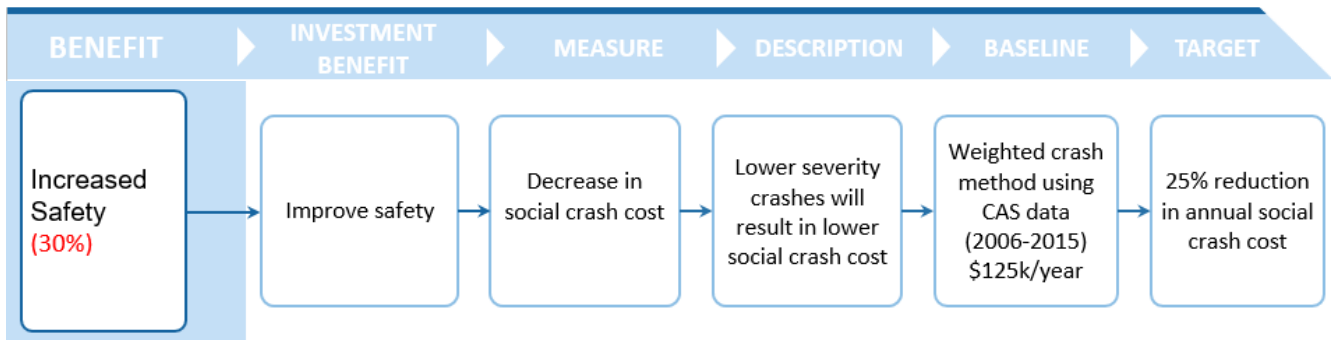 BENEFIT
INVESTMENT
BENEFIT
MEASURE
DESCRIPTION
BASELINE
TARGET
Increased
Safety
(30%)
Improve safety
Decrease in
social crash cost
Lower severity
crashes will
result in lower
social crash cost
Weighted crash
method using
CAS data
(2006-2015)
$125k/year
25% reduction
in annual social
crash cost